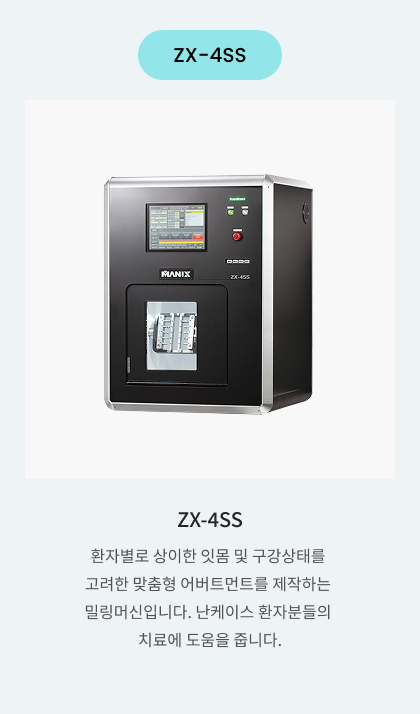 ZX-4SS
MANIX
ZX-4SS
ZX-4SS
환자별로 상이한 잇몸 및 구강상태를
고려한 맞춤형 어버트먼트를 제작하는
밀링머신입니다. 난케이스 환자분들의
치료에 도움을 줍니다.